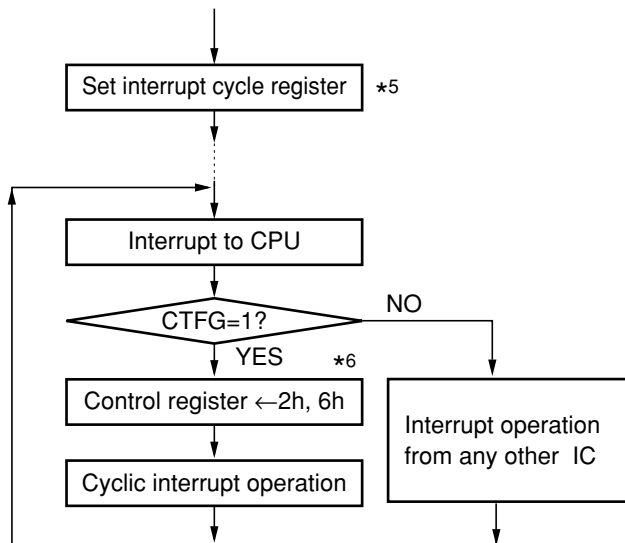 Set interrupt cycle register *5
Interrupt to CPU
CTFG=1?
NO
YES
*6
Control register ←2h, 6h
Interrupt operation
from any other IC
Cyclic interrupt operation